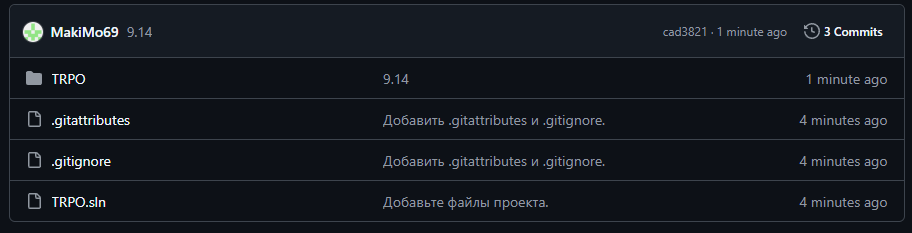 MakiMo69 9.14 cad3821 · 1 minute ago 3 Commits
TRPO 9.14 1 minute ago
.gitattributes Добавить .gitattributes и .gitignore. 4 minutes ago
.gitignore Добавить .gitattributes и .gitignore. 4 minutes ago
TRPO.sln Добавьте файлы проекта. 4 minutes ago